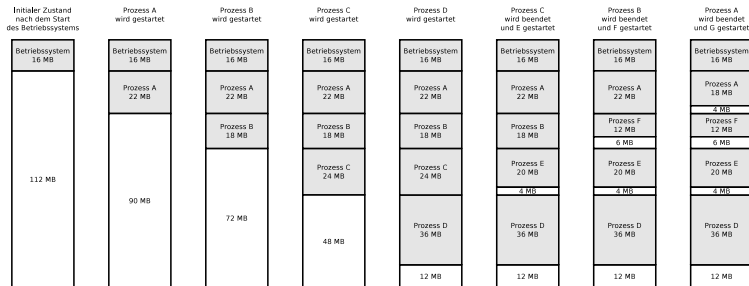 Initialer Zustand
nach dem Start
des Betriebssystems
Betriebssystem
16 MB
112 MB
Prozess A
wird gestartet
Betriebssystem
16 MB
Prozess A
22 MB
90 MB
Prozess B
wird gestartet
Betriebssystem
16 MB
Prozess A
22 MB
Prozess B
18 MB
72 MB
Prozess C
wird gestartet
Betriebssystem
16 MB
Prozess A
22 MB
Prozess B
18 MB
Prozess C
24 MB
48 MB
Prozess D
wird gestartet
Betriebssystem
16 MB
Prozess A
22 MB
Prozess B
18 MB
Prozess C
24 MB
Prozess D
36 MB
12 MB
Prozess C
wird beendet
und E gestartet
Betriebssystem
16 MB
Prozess A
22 MB
Prozess B
18 MB
Prozess E
20 MB
4 MB
Prozess D
36 MB
12 MB
Prozess B
wird beendet
und F gestartet
Betriebssystem
16 MB
Prozess A
22 MB
Prozess F
12 MB
6 MB
Prozess E
20 MB
4 MB
Prozess D
36 MB
12 MB
Prozess A
wird beendet
und G gestartet
Betriebssystem
16 MB
Prozess A
18 MB
4 MB
Prozess F
12 MB
6 MB
Prozess E
20 MB
4 MB
Prozess D
36 MB
12 MB